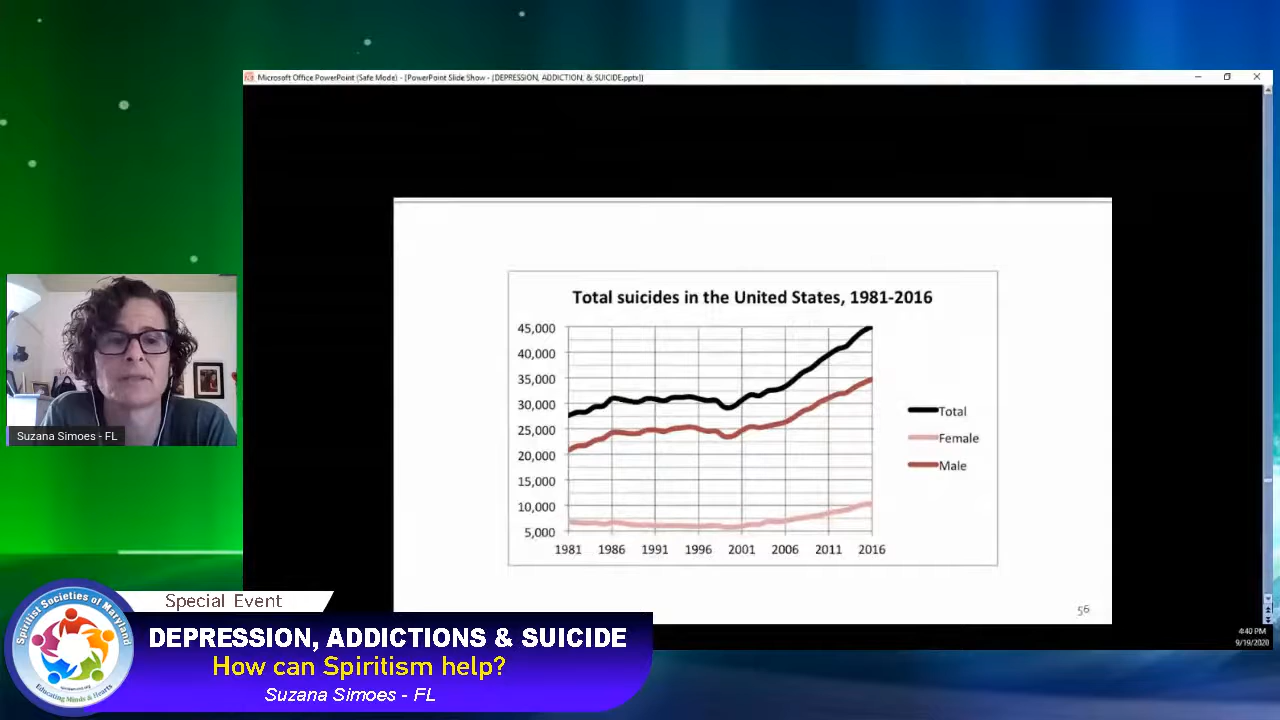 Microsoft Office PowerPoint (Safe Mode) - [PowerPoint Slide Show - [DEPRESSION, ADDICTION, & SUICIDE.pptx]]
Total suicides in the United States, 1981-2016
45,000
40,000
35,000
30,000
25,000
20,000
15,000
10,000
5,000
1981 1986 1991 1996 2001 2006 2011 2016
Total
Female
Male
56
4:40 PM
9/19/2020
Suzana Simoes - FL
Spiritist Societies of Maryland
Educating Minds & Hearts
Special Event
DEPRESSION, ADDICTIONS & SUICIDE
How can Spiritism help?
Suzana Simoes - FL